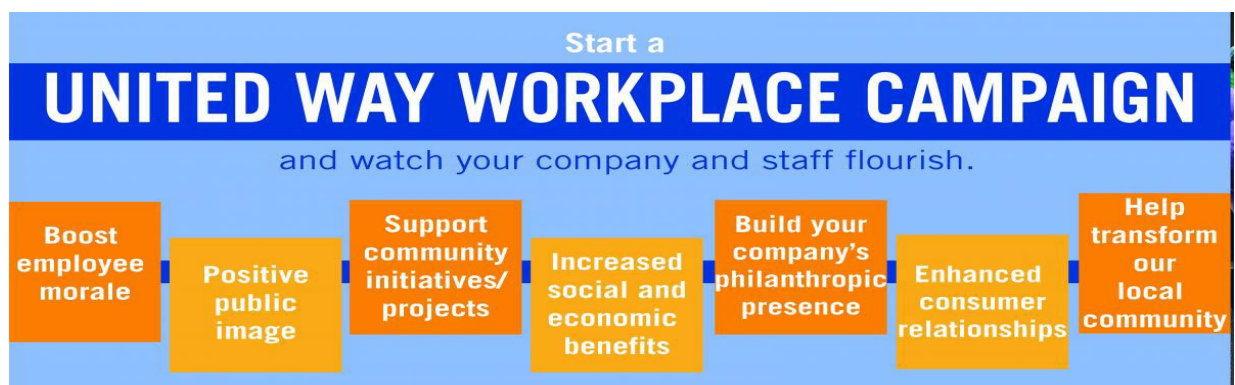 Start a
UNITED WAY WORKPLACE CAMPAIGN
and watch your company and staff flourish.
Boost
employee
morale
Positive
public
image
Support
community
initiatives/
projects
Increased
social and
economic
benefits
Build your
company's
philanthropic
presence
Enhanced
consumer
relationships
Help
transform
our
local
community